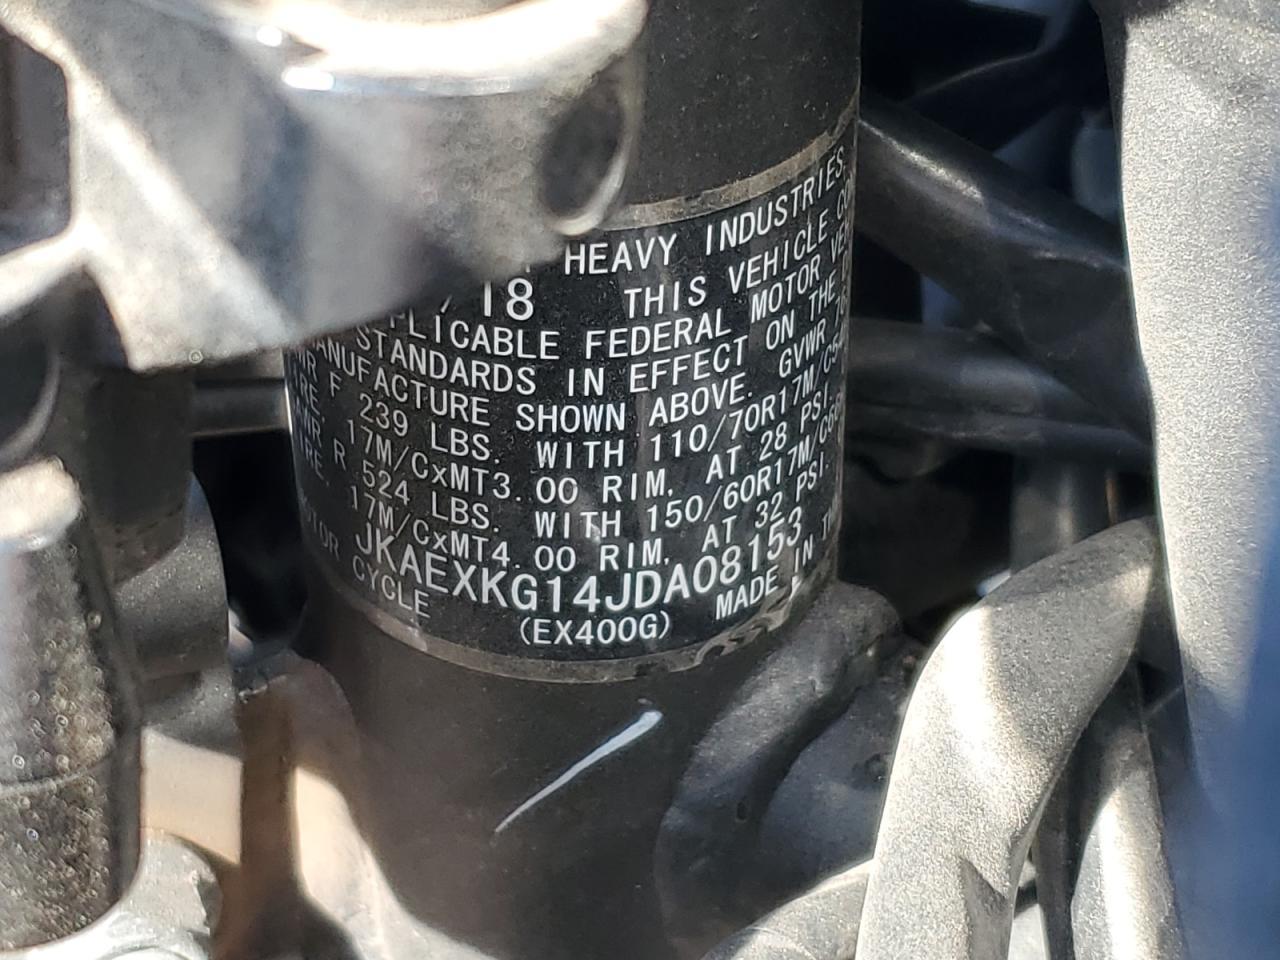 HEAVY INDUSTRIES
/18 THIS VEHICLE
FEDERAL MOTOR
STANDARDS IN EFFECT ON THE
SHOWN ABOVE. GVWR
F 239 LBS. WITH 110/70R17M/C
17M/CxMT3.00 RIM, AT 28 PSI.
R 524 LBS. WITH 150/60R17M/C
17M/CxMT4.00 RIM, AT 32 PSI.
JKAEXKG14JDA08153
CYCLE (EX400G) MADE IN